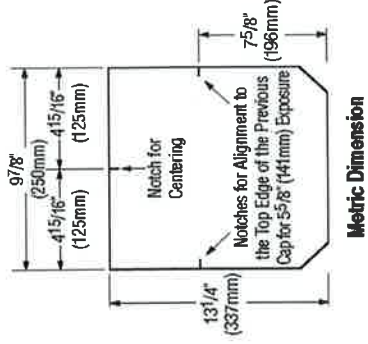 97/8"
(250mm)
415/16" 415/16"
(125mm) (125mm)
Notch for
Centering
Notches for Alignment to
the Top Edge of the Previous
Cap for 55/8" (141mm) Exposure
75/8"
(196mm)
131/4"
(337mm)
Metric Dimension